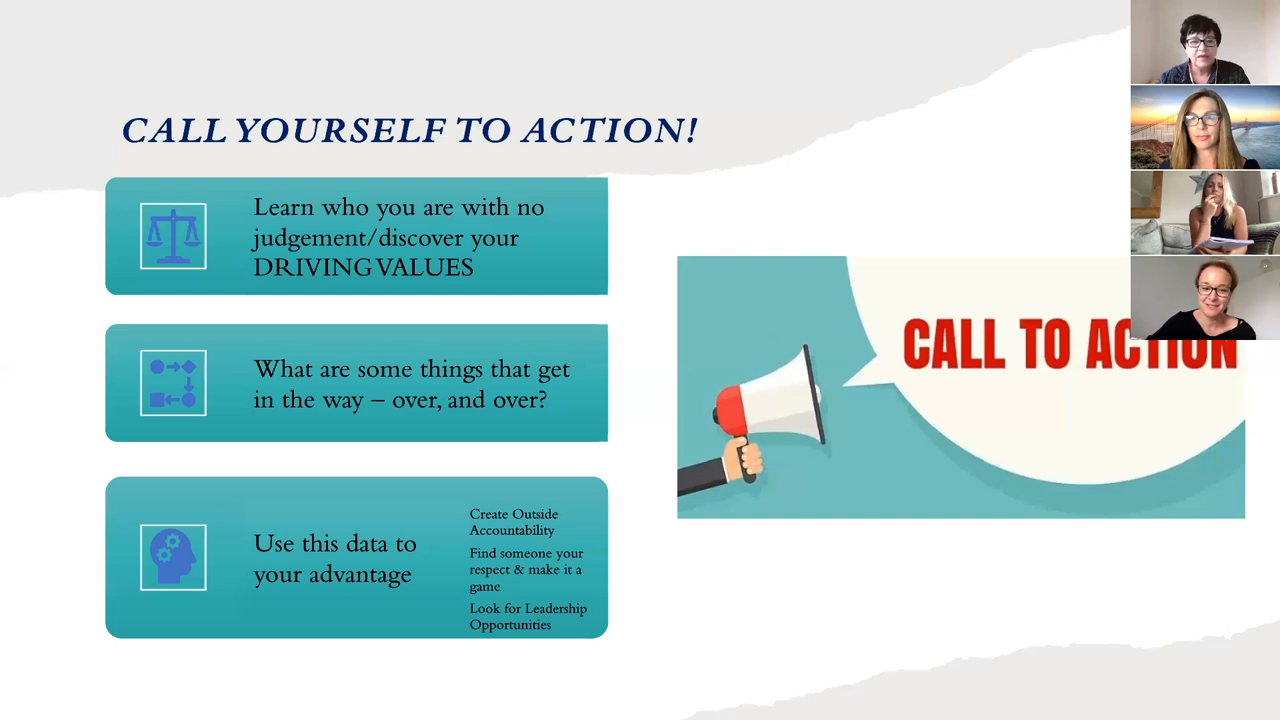 CALL YOURSELF TO ACTION!
Learn who you are with no
judgement/discover your
DRIVING VALUES
What are some things that get
in the way – over, and over?
Use this data to
your advantage
Create Outside
Accountability
Find someone your
respect & make it a
game
Look for Leadership
Opportunities
CALL TO ACTION